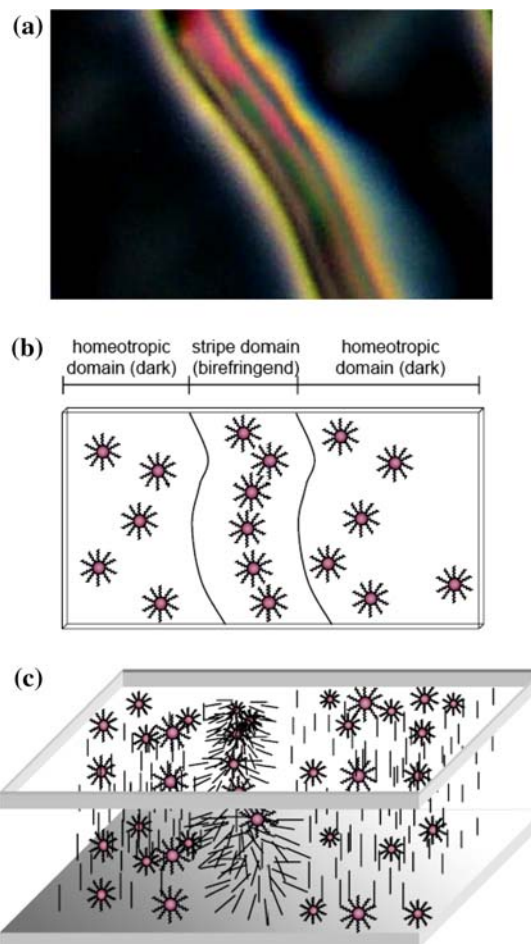 (a)
(b)
homeotropic stripe domain homeotropic
domain (dark) (birefringend) domain (dark)
(c)